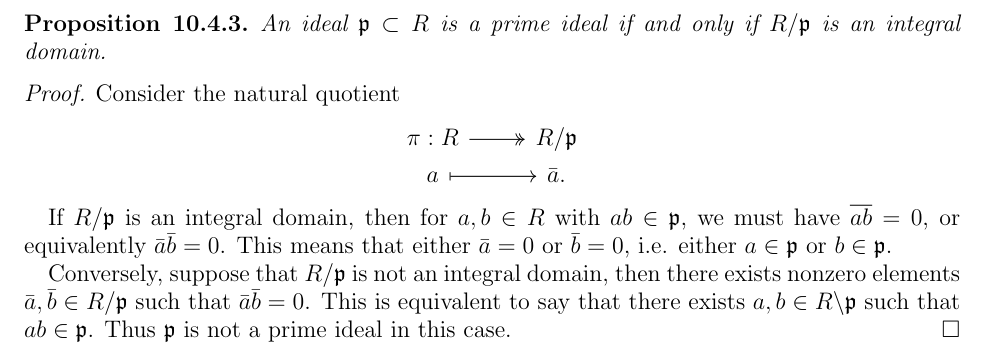 Proposition 10.4.3. An ideal 𝔭 ⊂ R is a prime ideal if and only if R/𝔭 is an integral
domain.
Proof. Consider the natural quotient
π : R ↠ R/𝔭
a ⟼ ā.
If R/𝔭 is an integral domain, then for a, b ∈ R with ab ∈ 𝔭, we must have \overline{ab} = 0, or
equivalently āb̄ = 0. This means that either ā = 0 or b̄ = 0, i.e. either a ∈ 𝔭 or b ∈ 𝔭.
Conversely, suppose that R/𝔭 is not an integral domain, then there exists nonzero elements
ā, b̄ ∈ R/𝔭 such that āb̄ = 0. This is equivalent to say that there exists a, b ∈ R\𝔭 such that
ab ∈ 𝔭. Thus 𝔭 is not a prime ideal in this case. □